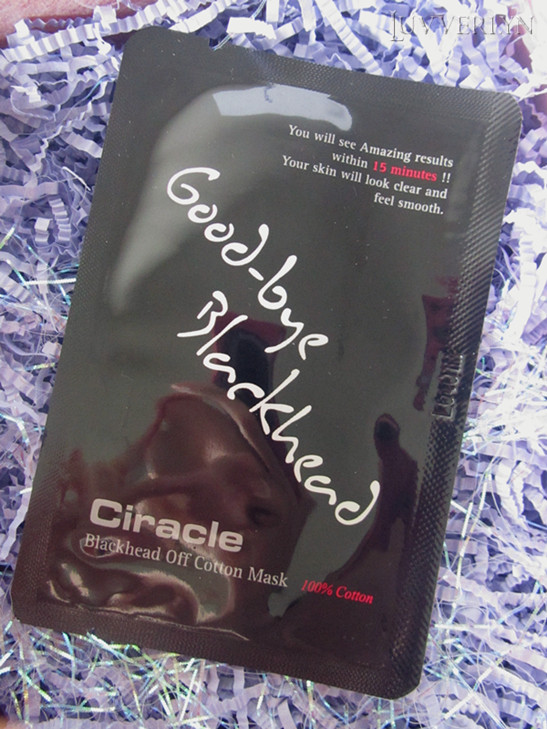 LUVVERLYN
You will see Amazing results
within 15 minutes !!
Your skin will look clear and
feel smooth.
Good-bye
Blackhead
Ciracle
Blackhead Off Cotton Mask
100% Cotton